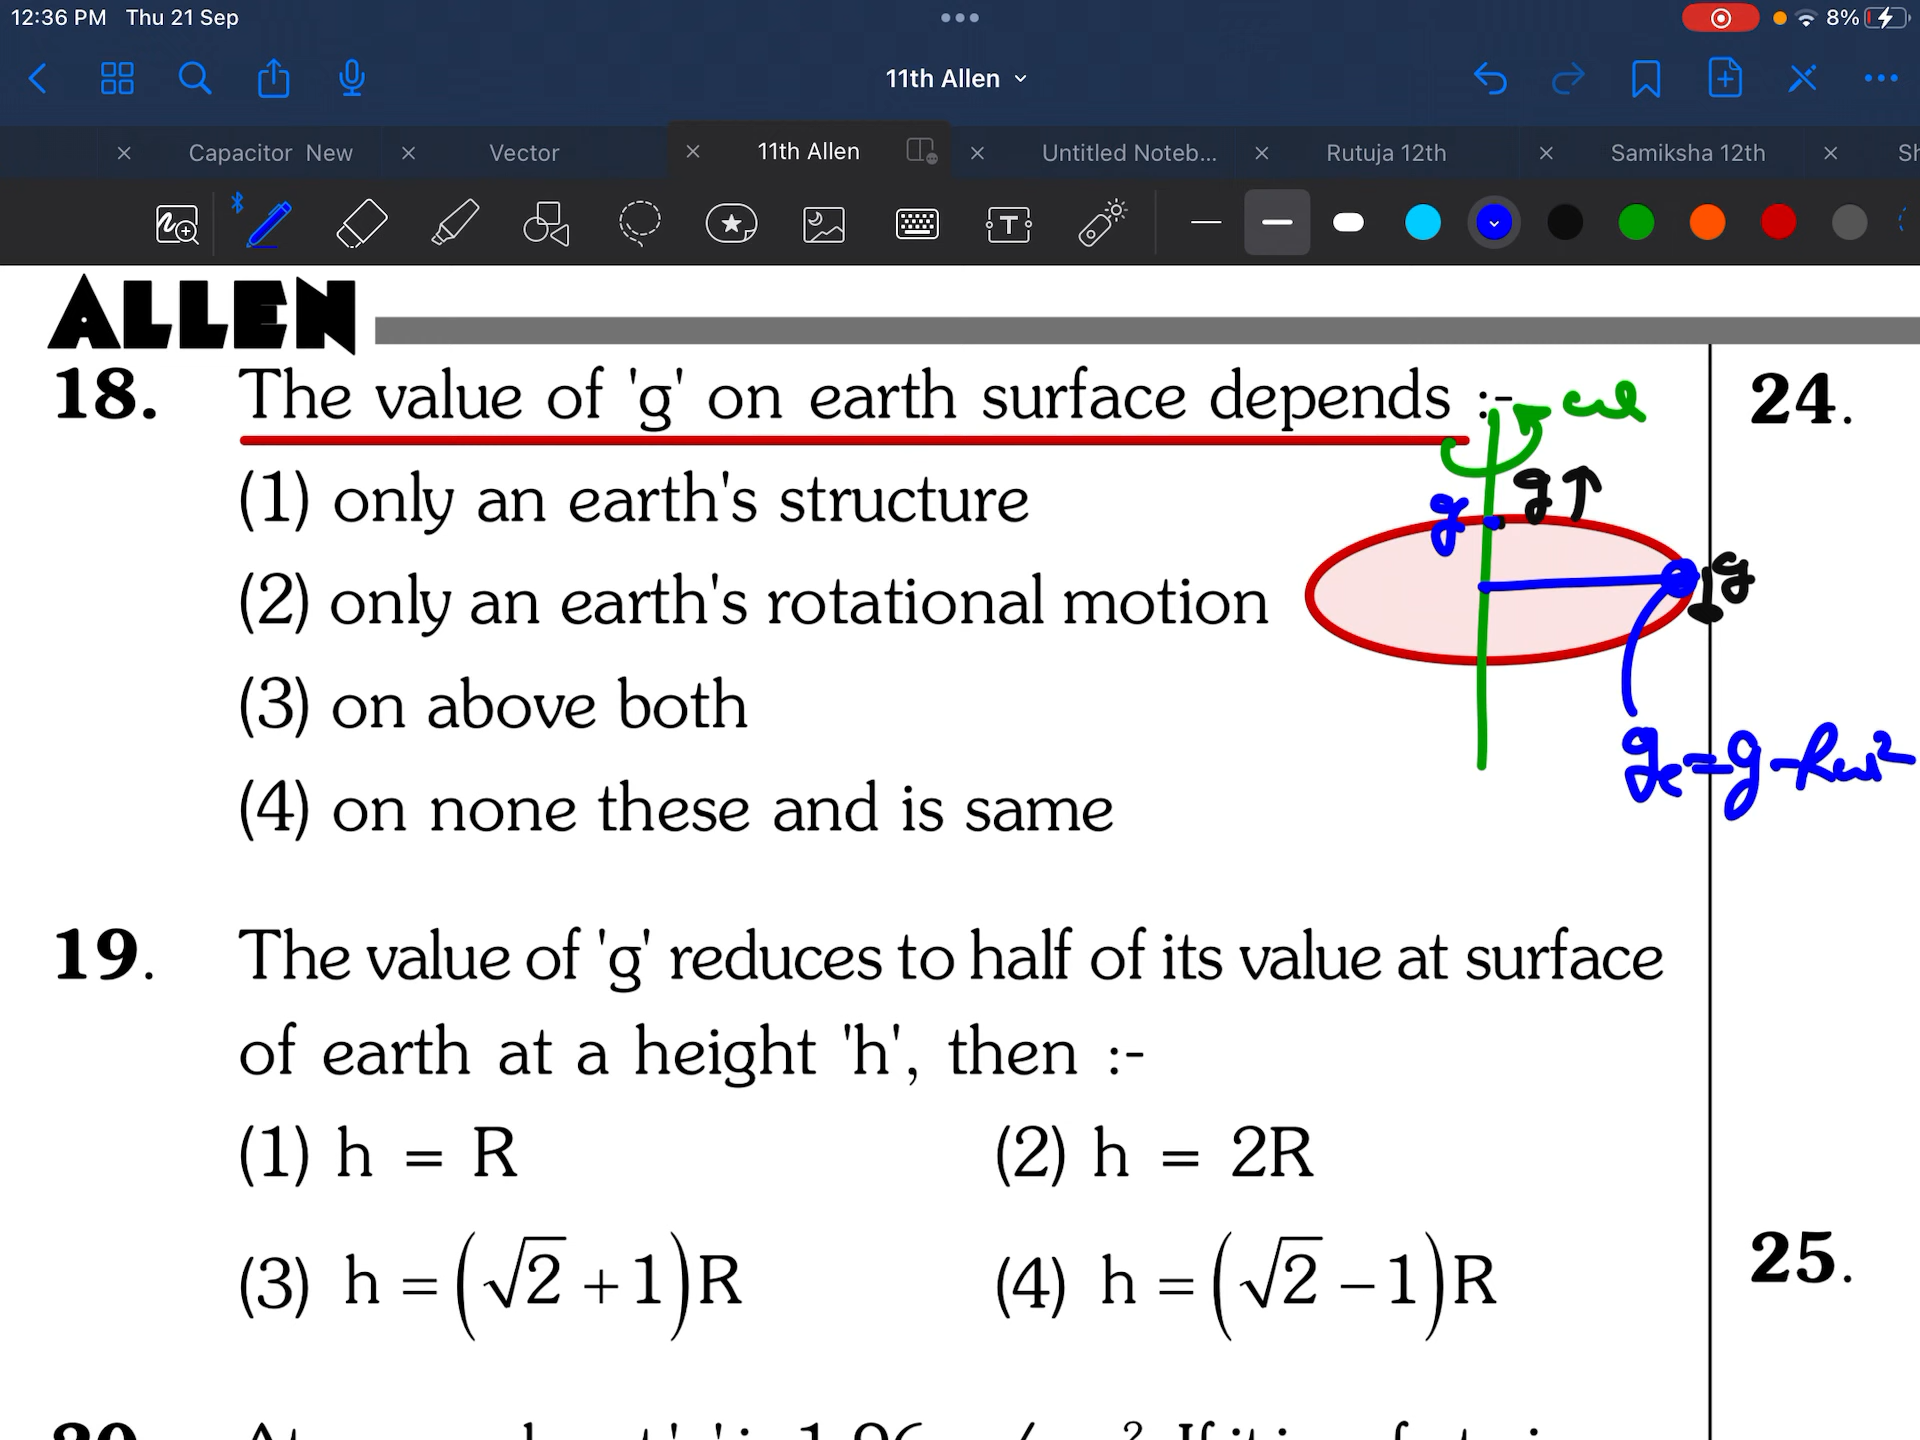 12:36 PM Thu 21 Sep
8%
11th Allen
Capacitor New
Vector
11th Allen
Untitled Noteb...
Rutuja 12th
Samiksha 12th
Sh
ALLEN
18. The value of 'g' on earth surface depends :-
(1) only an earth's structure
(2) only an earth's rotational motion
(3) on above both
(4) on none these and is same
g
g↑
↓g
ge=g-Rω²
19. The value of 'g' reduces to half of its value at surface
of earth at a height 'h', then :-
(1) h = R
(2) h = 2R
(3) h = (√2 + 1)R
(4) h = (√2 – 1)R
24.
25.